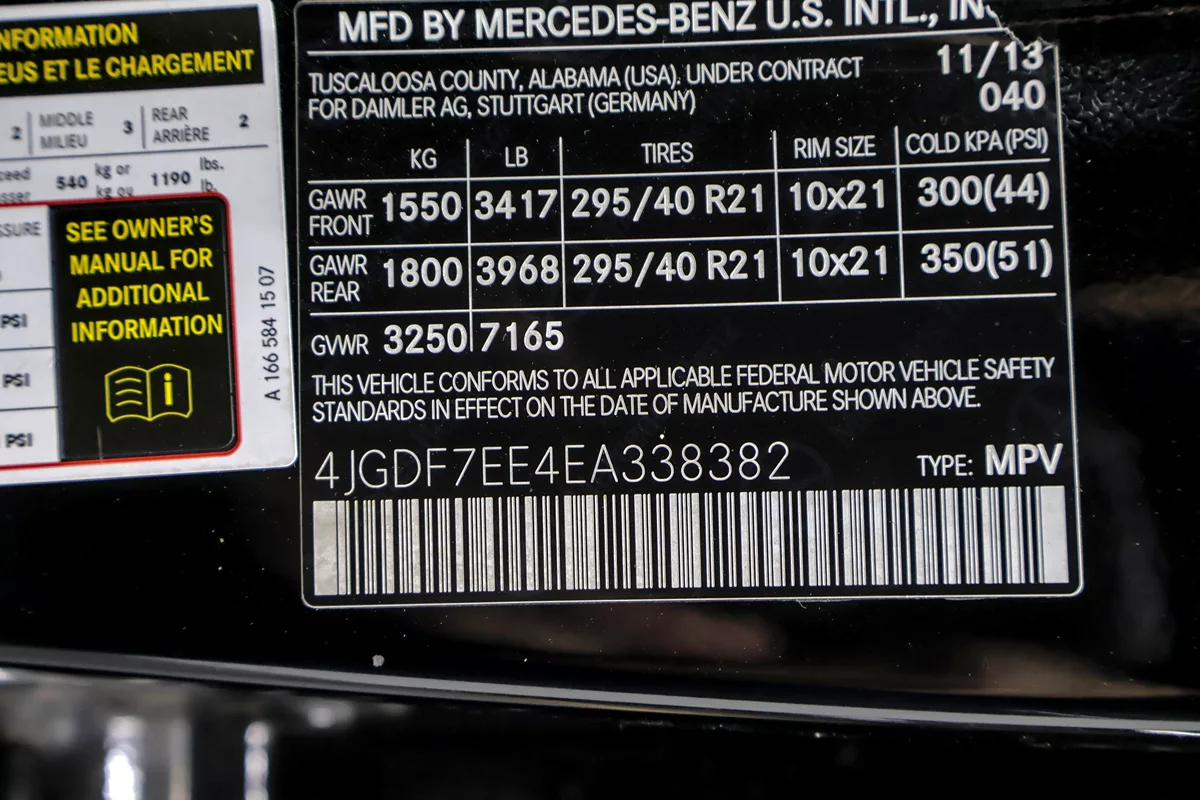 NFORMATION
EUS ET LE CHARGEMENT
2 MIDDLE MILIEU 3 REAR ARRIÈRE 2
540 kg or kg ou 1190 lbs. lb.
SSURE
PSI
PSI
PSI
SEE OWNER'S
MANUAL FOR
ADDITIONAL
INFORMATION
i
A 166 584 15 07
MFD BY MERCEDES-BENZ U.S. INTL., IN
TUSCALOOSA COUNTY, ALABAMA (USA). UNDER CONTRACT
FOR DAIMLER AG, STUTTGART (GERMANY)
11/13
040
KG LB TIRES RIM SIZE COLD KPA(PSI)
GAWR FRONT 1550 3417 295/40 R21 10x21 300(44)
GAWR REAR 1800 3968 295/40 R21 10x21 350(51)
GVWR 3250 7165
THIS VEHICLE CONFORMS TO ALL APPLICABLE FEDERAL MOTOR VEHICLE SAFETY
STANDARDS IN EFFECT ON THE DATE OF MANUFACTURE SHOWN ABOVE.
4JGDF7EE4EA338382 TYPE: MPV